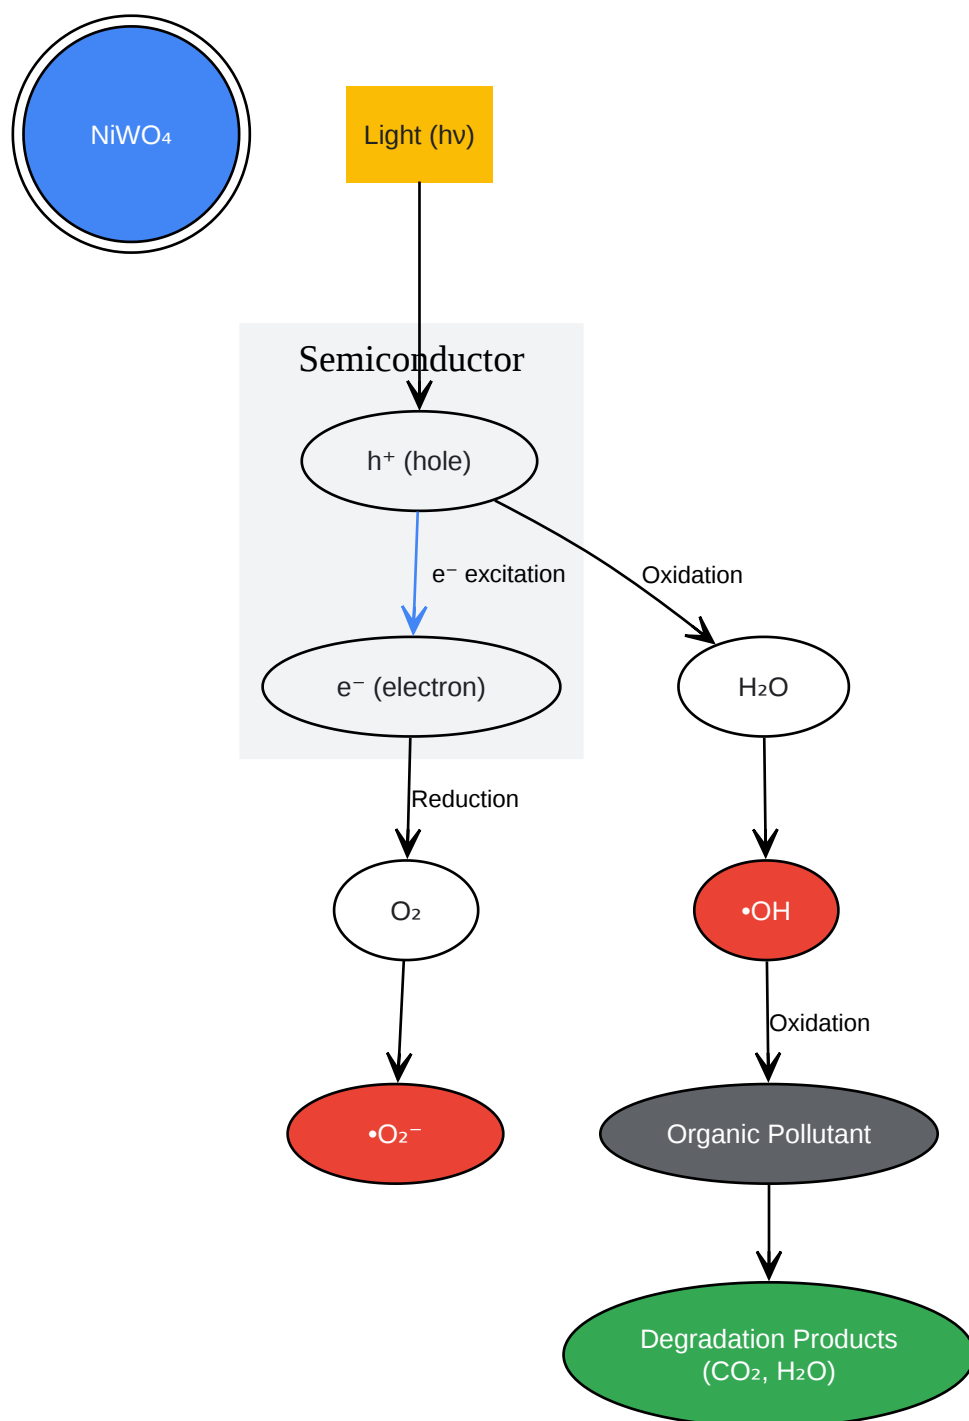 NiWO₄
Light (hν)
Semiconductor
h⁺ (hole)
e⁻ excitation
Oxidation
e⁻ (electron)
H₂O
Reduction
O₂
•OH
Oxidation
•O₂⁻
Organic Pollutant
Degradation Products
(CO₂, H₂O)